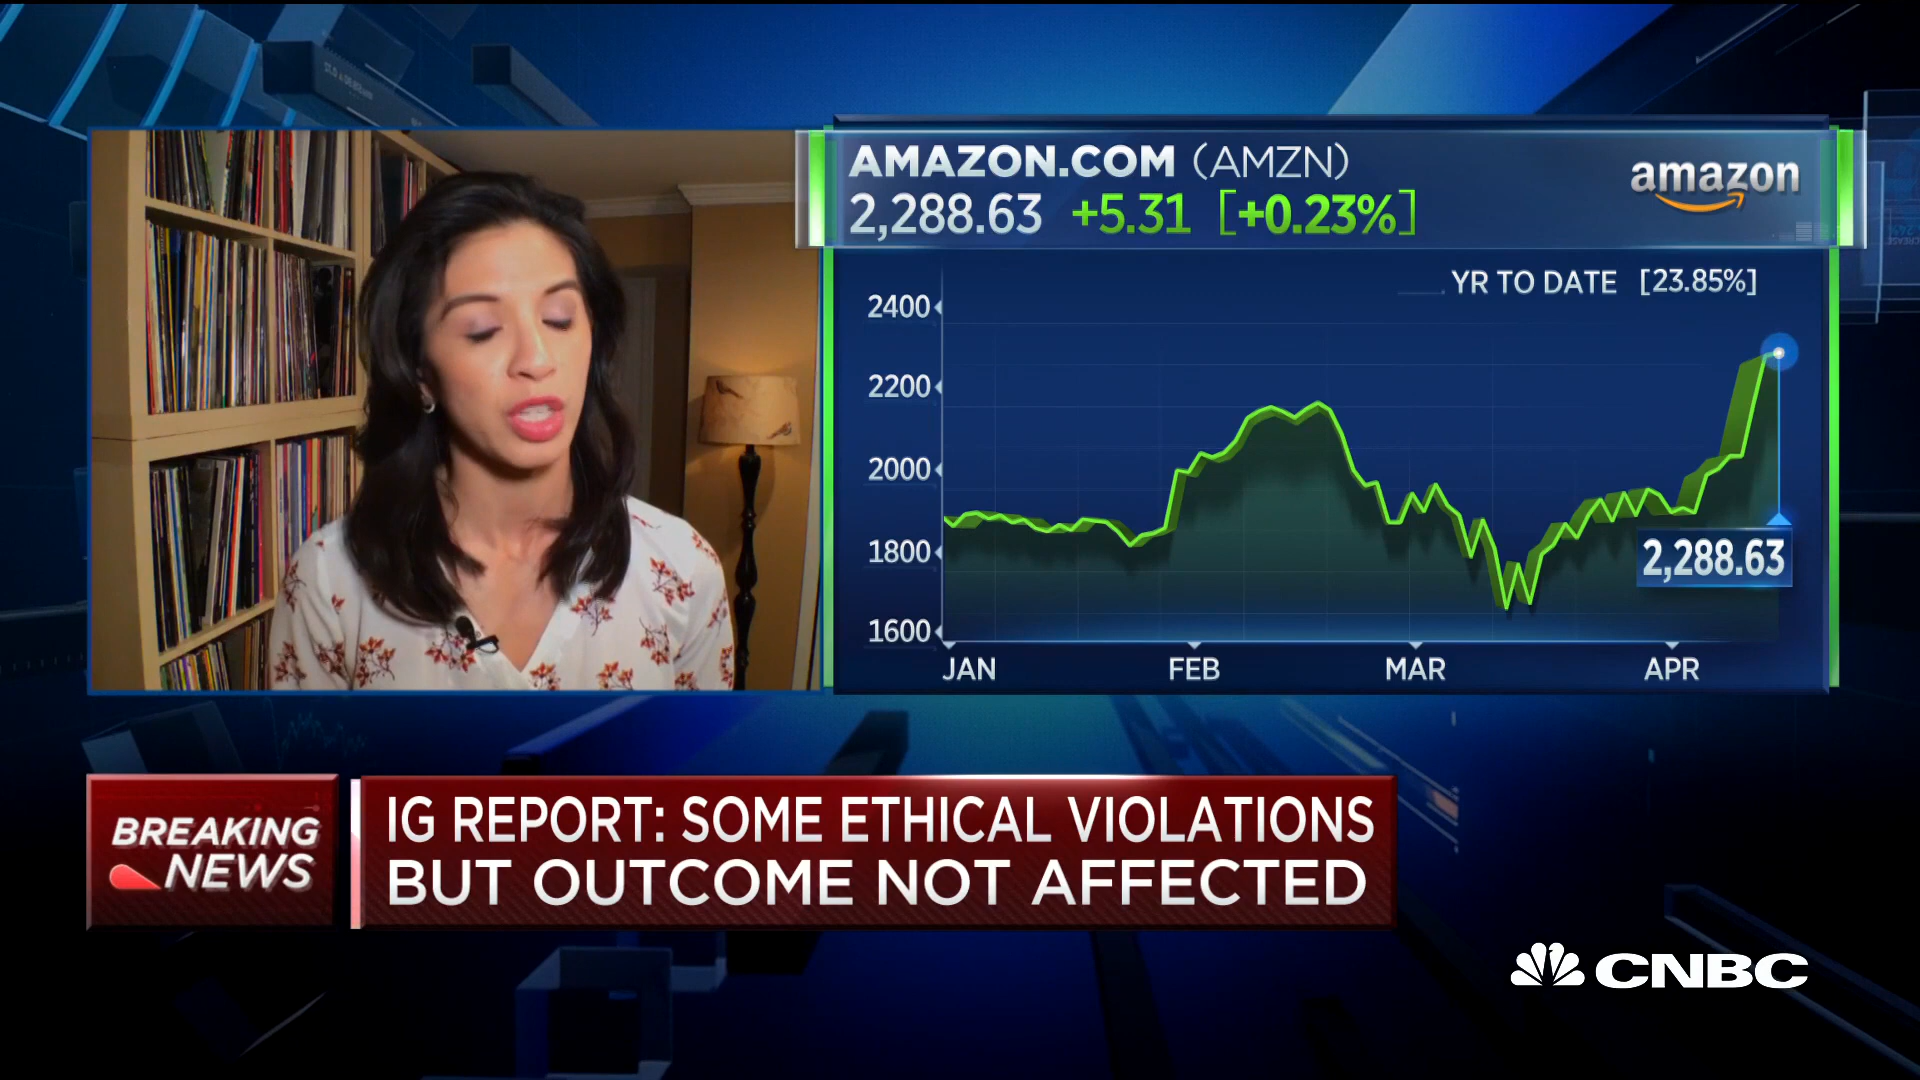 AMAZON.COM (AMZN)
2,288.63 +5.31 [+0.23%]
amazon
YR TO DATE [23.85%]
2400
2200
2000
1800
1600
2,288.63
JAN FEB MAR APR
BREAKING
NEWS
IG REPORT: SOME ETHICAL VIOLATIONS
BUT OUTCOME NOT AFFECTED
CNBC